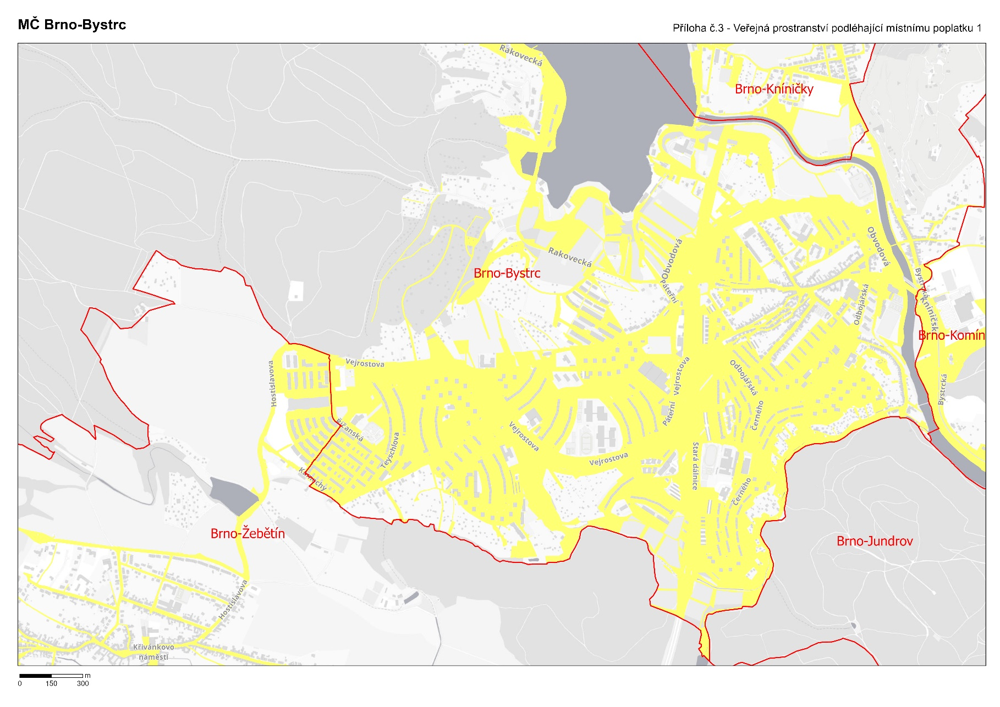 MČ Brno-Bystrc
Příloha č.3 - Veřejná prostranství podléhající místnímu poplatku 1
Rakovecká
Brno-Kníničky
Obvodová
Obvodová
Rakovecká
Brno-Bystrc
Páteřní
Bystrcká
Kníničská
Odbojářská
Brno-Komín
Vejrostova
Hostislavova
Vejrostova
Odbojářská
Bystrcká
Páteřní
Černého
Říčanská
Vejrostova
Teyschlova
Vejrostova
Stará dálnice
Kamechy
Černého
Brno-Žebětín
Brno-Jundrov
Hostislavova
Křivánkovo
náměstí
m
0 150 300